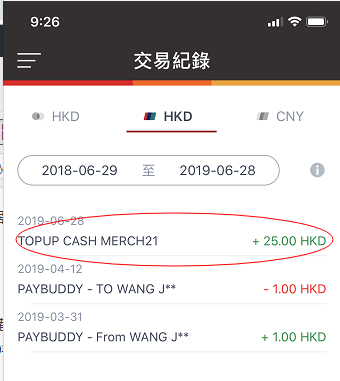 9:26
交易紀錄
HKD HKD CNY
2018-06-29 至 2019-06-28
2019-06-28
TOPUP CASH MERCH21 + 25.00 HKD
2019-04-12
PAYBUDDY - TO WANG J** - 1.00 HKD
2019-03-31
PAYBUDDY - From WANG J** + 1.00 HKD